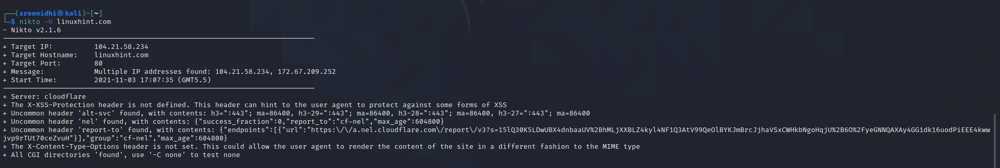 ┌──(sreenidhi㉿kali)-[~]
└─$ nikto -h linuxhint.com
- Nikto v2.1.6
---------------------------------------------------------------------------
+ Target IP:          104.21.58.234
+ Target Hostname:    linuxhint.com
+ Target Port:        80
+ Message:            Multiple IP addresses found: 104.21.58.234, 172.67.209.252
+ Start Time:         2021-11-03 17:07:35 (GMT5.5)
---------------------------------------------------------------------------
+ Server: cloudflare
+ The X-XSS-Protection header is not defined. This header can hint to the user agent to protect against some forms of XSS
+ Uncommon header 'alt-svc' found, with contents: h3=":443"; ma=86400, h3-29=":443"; ma=86400, h3-28=":443"; ma=86400, h3-27=":443"; ma=86400
+ Uncommon header 'nel' found, with contents: {"success_fraction":0,"report_to":"cf-nel","max_age":604800}
+ Uncommon header 'report-to' found, with contents: {"endpoints":[{"url":"https:\/\/a.nel.cloudflare.com\/report\/v3?s=15lQ30K5LDwUBX4dnbaaUV%2BhMLjXXBLZ4kyl4NF1Q3AtV99QeOlBYKJmBrcJjhaVSxCWHkbNgoHqjU%2B6O%2FyeGNNQAXAy4GG1dk16uodPiEEE4kww
jvp9rTUt70ceZvuH"}],"group":"cf-nel","max_age":604800}
+ The X-Content-Type-Options header is not set. This could allow the user agent to render the content of the site in a different fashion to the MIME type
+ All CGI directories 'found', use '-C none' to test none